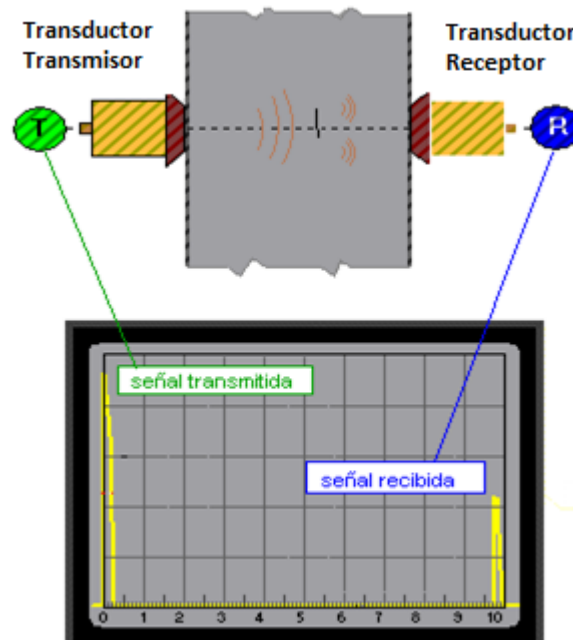 Transductor
Transmisor
Transductor
Receptor
T
R
señal transmitida
señal recibida
0 1 2 3 4 5 6 7 8 9 10